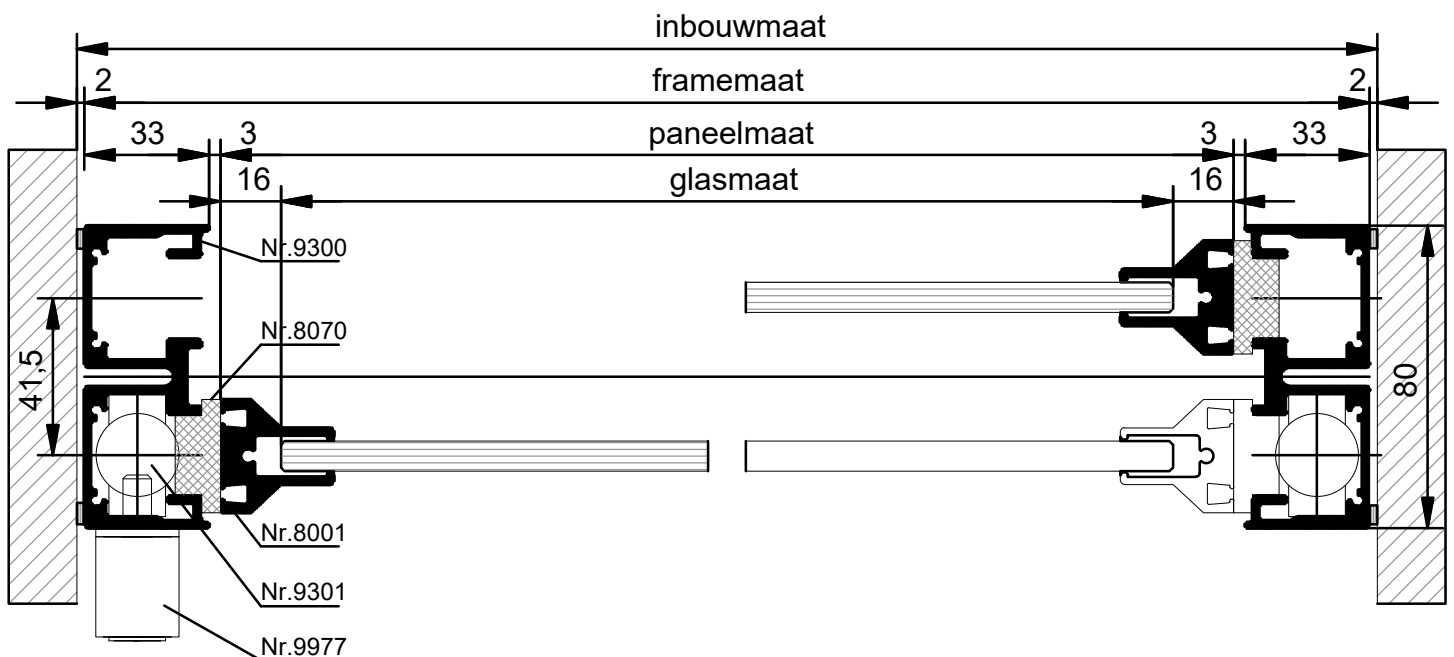 inbouwmaat
2 framemaat 2
33 3 paneelmaat 3 33
16 glasmaat 16
Nr.9300
Nr.8070
41,5
80
Nr.8001
Nr.9301
Nr.9977